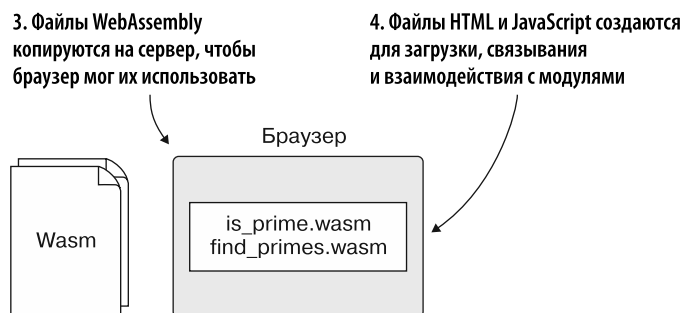 3. Файлы WebAssembly
копируются на сервер, чтобы
браузер мог их использовать
4. Файлы HTML и JavaScript создаются
для загрузки, связывания
и взаимодействия с модулями
Браузер
Wasm
is_prime.wasm
find_primes.wasm